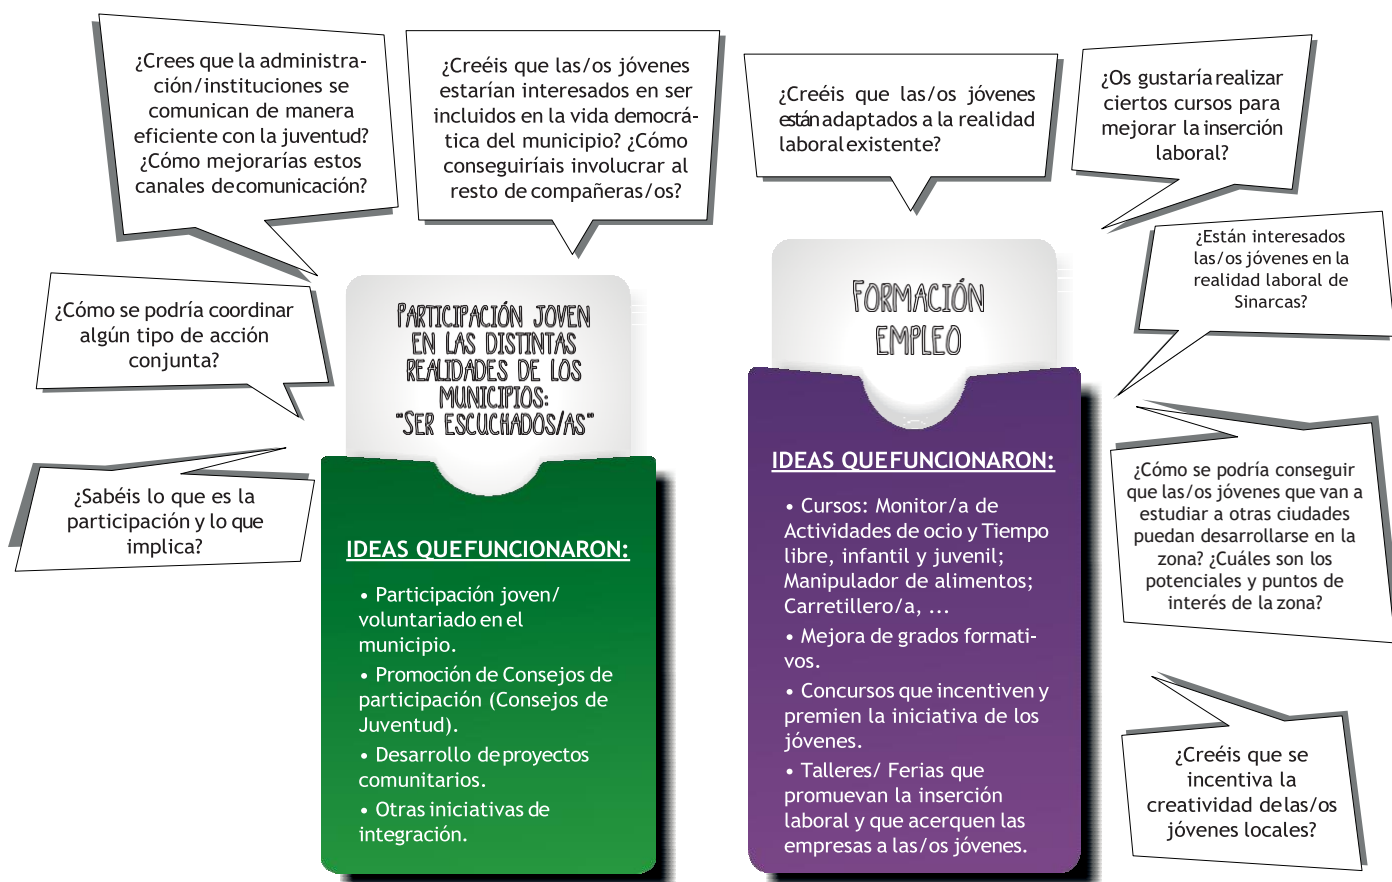 ¿Crees que la administra-
ción/instituciones se
comunican de manera
eficiente con la juventud?
¿Cómo mejorarías estos
canales de comunicación?
¿Creéis que las/os jóvenes
estarían interesados en ser
incluidos en la vida democrá-
tica del municipio? ¿Cómo
conseguiríais involucrar al
resto de compañeras/os?
¿Cómo se podría coordinar
algún tipo de acción
conjunta?
¿Sabéis lo que es la
participación y lo que
implica?
PARTICIPACIÓN JOVEN
EN LAS DISTINTAS
REALIDADES DE LOS
MUNICIPIOS:
"SER ESCUCHADOS/AS"
IDEAS QUE FUNCIONARON:
• Participación joven/
voluntariado en el
municipio.
• Promoción de Consejos de
participación (Consejos de
Juventud).
• Desarrollo de proyectos
comunitarios.
• Otras iniciativas de
integración.
¿Creéis que las/os jóvenes
están adaptados a la realidad
laboral existente?
¿Os gustaría realizar
ciertos cursos para
mejorar la inserción
laboral?
¿Están interesados
las/os jóvenes en la
realidad laboral de
Sinarcas?
¿Cómo se podría conseguir
que las/os jóvenes que van a
estudiar a otras ciudades
puedan desarrollarse en la
zona? ¿Cuáles son los
potenciales y puntos de
interés de la zona?
¿Creéis que se
incentiva la
creatividad de las/os
jóvenes locales?
FORMACIÓN
EMPLEO
IDEAS QUE FUNCIONARON:
• Cursos: Monitor/a de
Actividades de ocio y Tiempo
libre, infantil y juvenil;
Manipulador de alimentos;
Carretillero/a, ...
• Mejora de grados formati-
vos.
• Concursos que incentiven y
premien la iniciativa de los
jóvenes.
• Talleres/ Ferias que
promuevan la inserción
laboral y que acerquen las
empresas a las/os jóvenes.